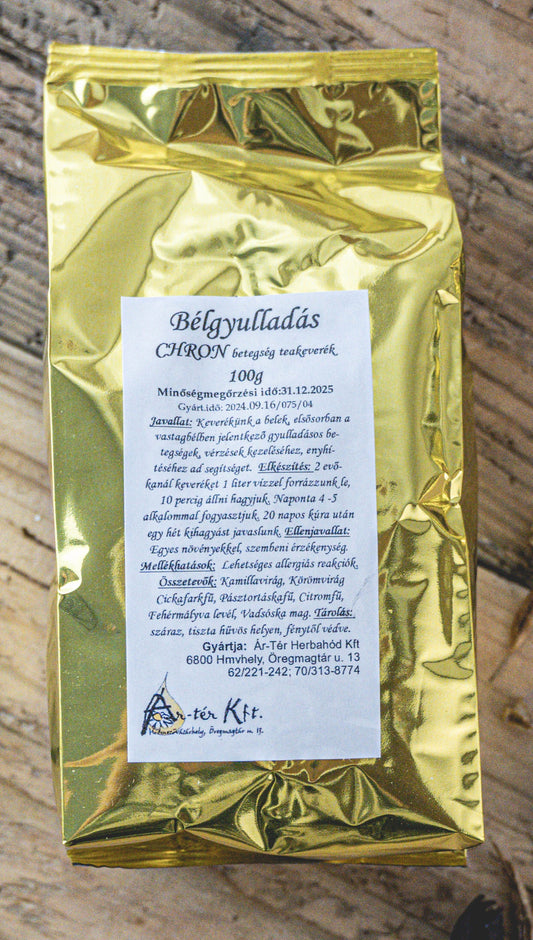 Bélgyulladás
CHRON betegség teakeverék
100g
Minőségmegőrzési idő:31.12.2025
Gyárt.idő: 2024.09.16/075/04
Javallat: Keverékünk a belek, elsősorban a
vastagbélben jelentkező gyulladásos be-
tegségek, vérzések kezeléséhez, enyhí-
téséhez ad segítséget. Elkészítés: 2 evő-
kanál keveréket 1 liter vízzel forrázzunk le,
10 percig állni hagyjuk. Naponta 4 -5
alkalommal fogyasztjuk. 20 napos kúra után
egy hét kihagyást javaslunk. Ellenjavallat:
Egyes növényekkel, szembeni érzékenység.
Mellékhatások: Lehetséges allergiás reakciók.
Összetevők: Kamillavirág, Körömvirág
Cickafarkfű, Pásztortáskafű, Citromfű,
Fehérmályva levél, Vadsóska mag. Tárolás:
száraz, tiszta hűvös helyen, fénytől védve.
Gyártja: Ár-Tér Herbahód Kft
6800 Hmvhely, Öregmagtár u. 13
62/221-242; 70/313-8774
Ár-tér Kft.
Hódmezővásárhely, Öregmagtár u. 13.